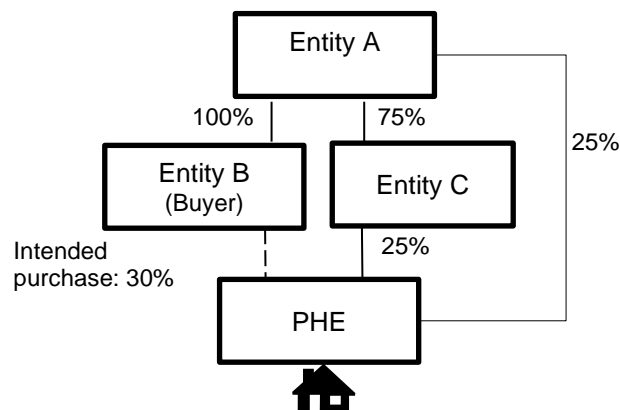 Entity A
100%
75%
25%
Entity B
(Buyer)
Entity C
Intended
purchase: 30%
25%
PHE